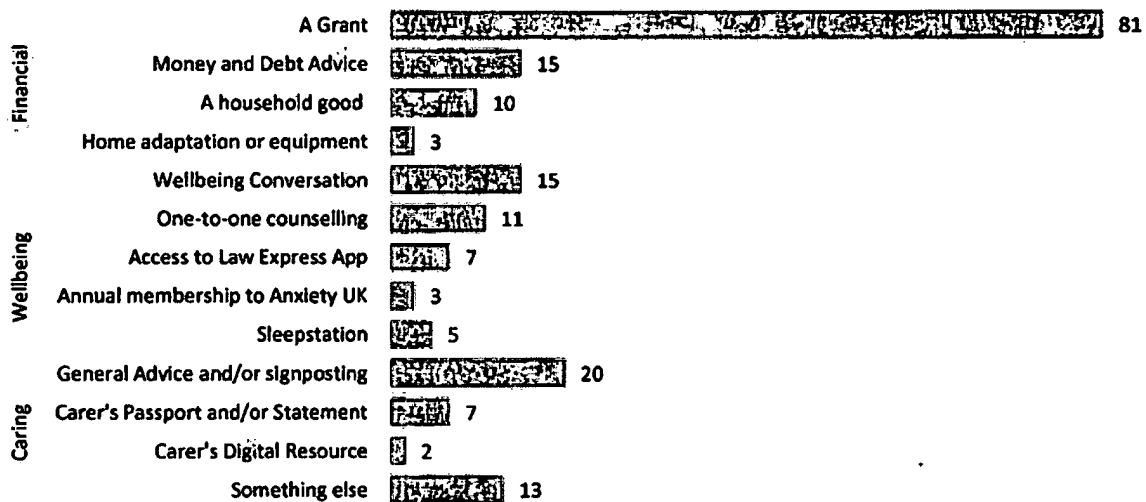 Financial
A Grant 81
Money and Debt Advice 15
A household good 10
Home adaptation or equipment 3
Wellbeing
Wellbeing Conversation 15
One-to-one counselling 11
Access to Law Express App 7
Annual membership to Anxiety UK 3
Sleepstation 5
General Advice and/or signposting 20
Caring
Carer's Passport and/or Statement 7
Carer's Digital Resource 2
Something else 13